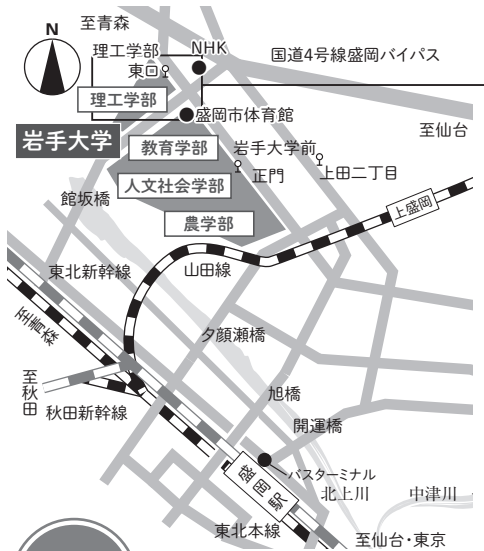 至青森
N
理工学部
東口
NHK
国道4号線盛岡バイパス
理工学部
盛岡市体育館
至仙台
岩手大学
教育学部
岩手大学前
正門
上田二丁目
人文社会学部
館坂橋
農学部
上盛岡
東北新幹線
山田線
至青森
夕顔瀬橋
至秋田
秋田新幹線
旭橋
開運橋
盛岡駅
バスターミナル
北上川
中津川
東北本線
至仙台・東京